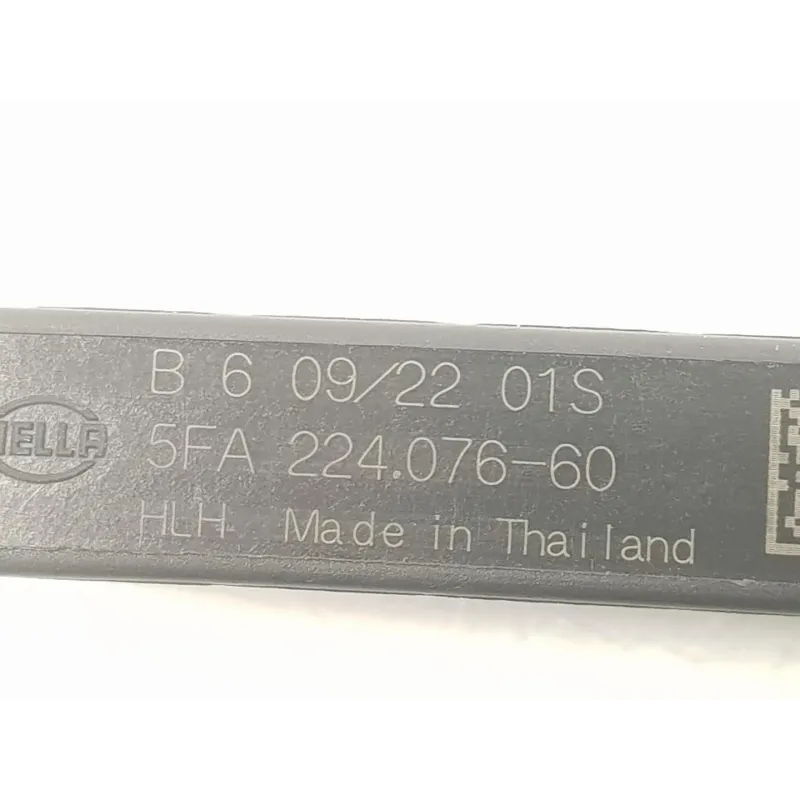 B 6 09/22 01S
HELLA
5FA 224.076-60
HLH Made in Thailand